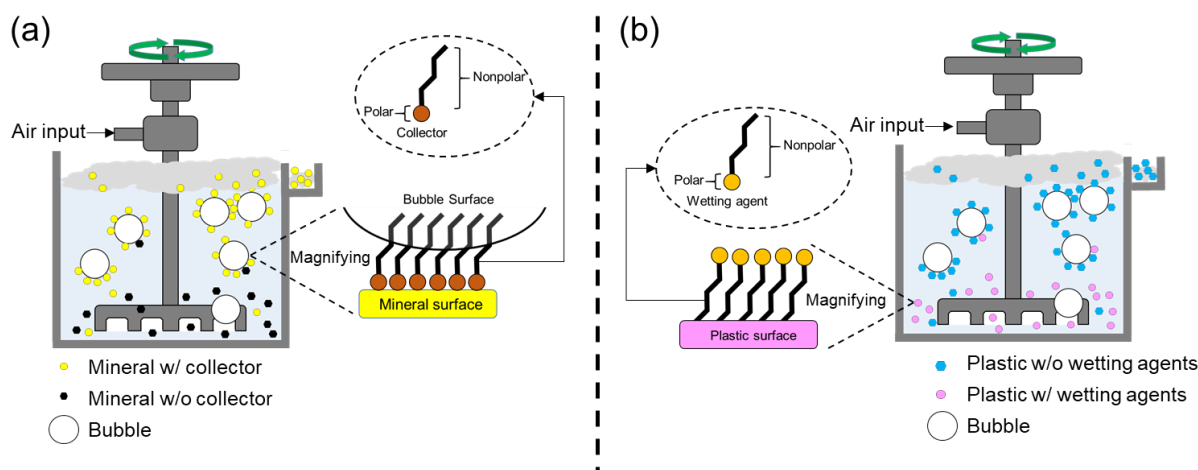 (a)
Air input
Nonpolar
Polar
Collector
Bubble Surface
Magnifying
Mineral surface
Mineral w/ collector
Mineral w/o collector
Bubble
(b)
Air input
Nonpolar
Polar
Wetting agent
Magnifying
Plastic surface
Plastic w/o wetting agents
Plastic w/ wetting agents
Bubble